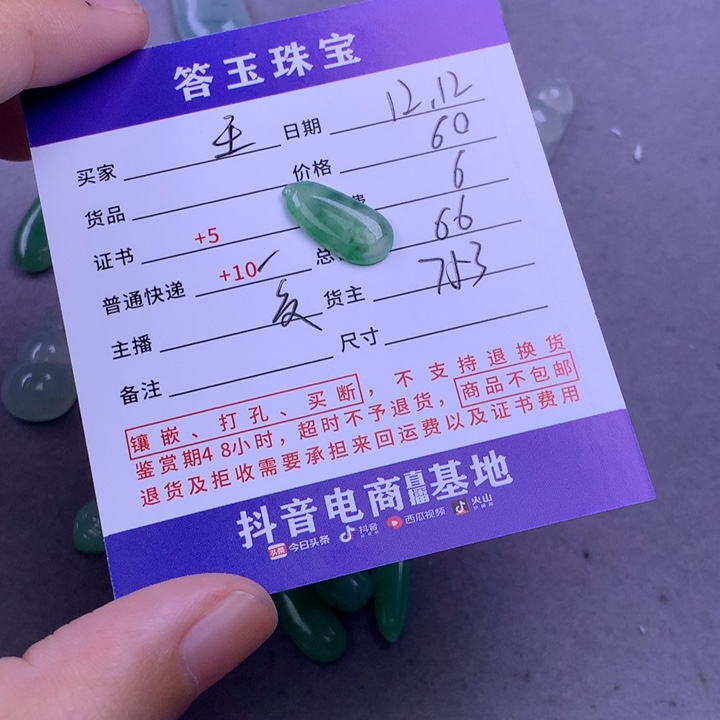 答玉珠宝
买家 王 日期 12.12
货品 价格 60
证书 +5 费 6
普通快递 +10✓ 总 66
主播 友 货主 753
备注 尺寸
镶嵌、打孔、买断，不支持退换货
鉴赏期48小时，超时不予退货，商品不包邮
退货及拒收需要承担来回运费以及证书费用
抖音电商直播基地
头条 今日头条 抖音 西瓜视频 火山